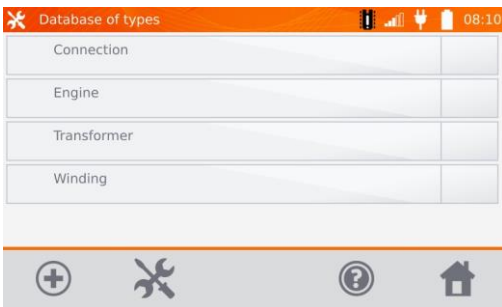 Database of types
08:10
Connection
Engine
Transformer
Winding